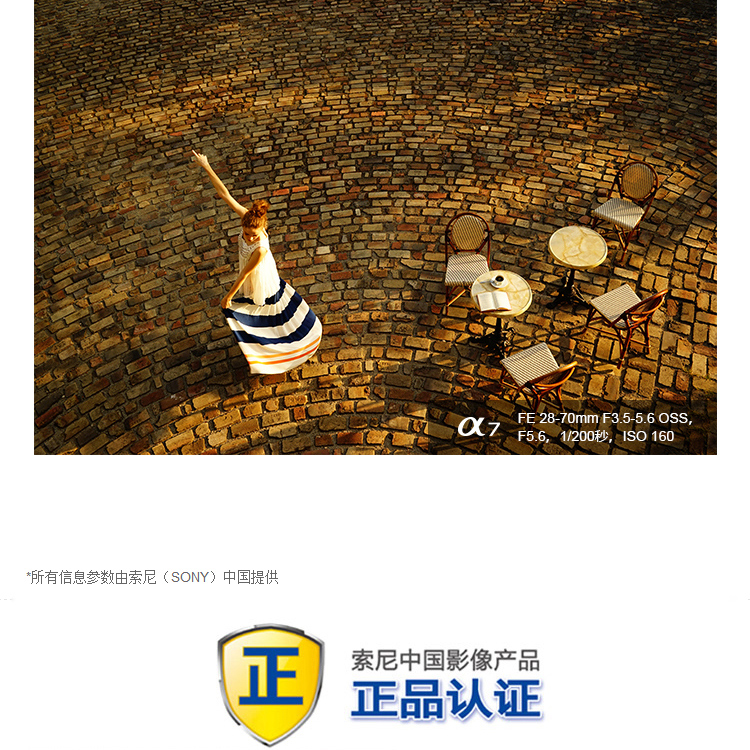 α7
FE 28-70mm F3.5-5.6 OSS，
F5.6，1/200秒，ISO 160
*所有信息参数由索尼（SONY）中国提供
正
索尼中国影像产品
正品认证